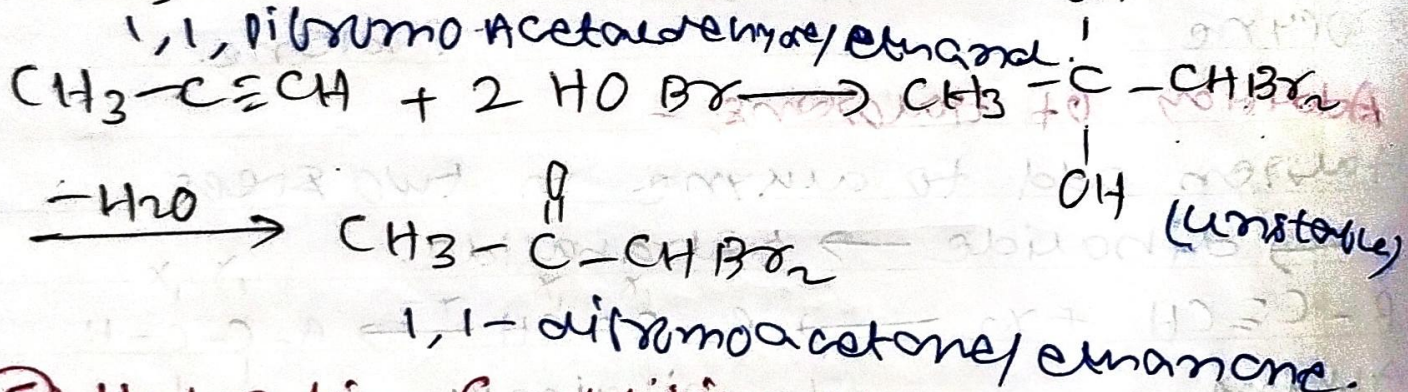 1,1, Dibromo Acetaldehyde/ethanal.
CH3-C≡CH + 2 HO Br ⟶ CH3-C-CHBr2
OH (unstable)
-H2O ⟶ CH3-C-CHBr2
O
1,1-dibromoacetone/ethanone